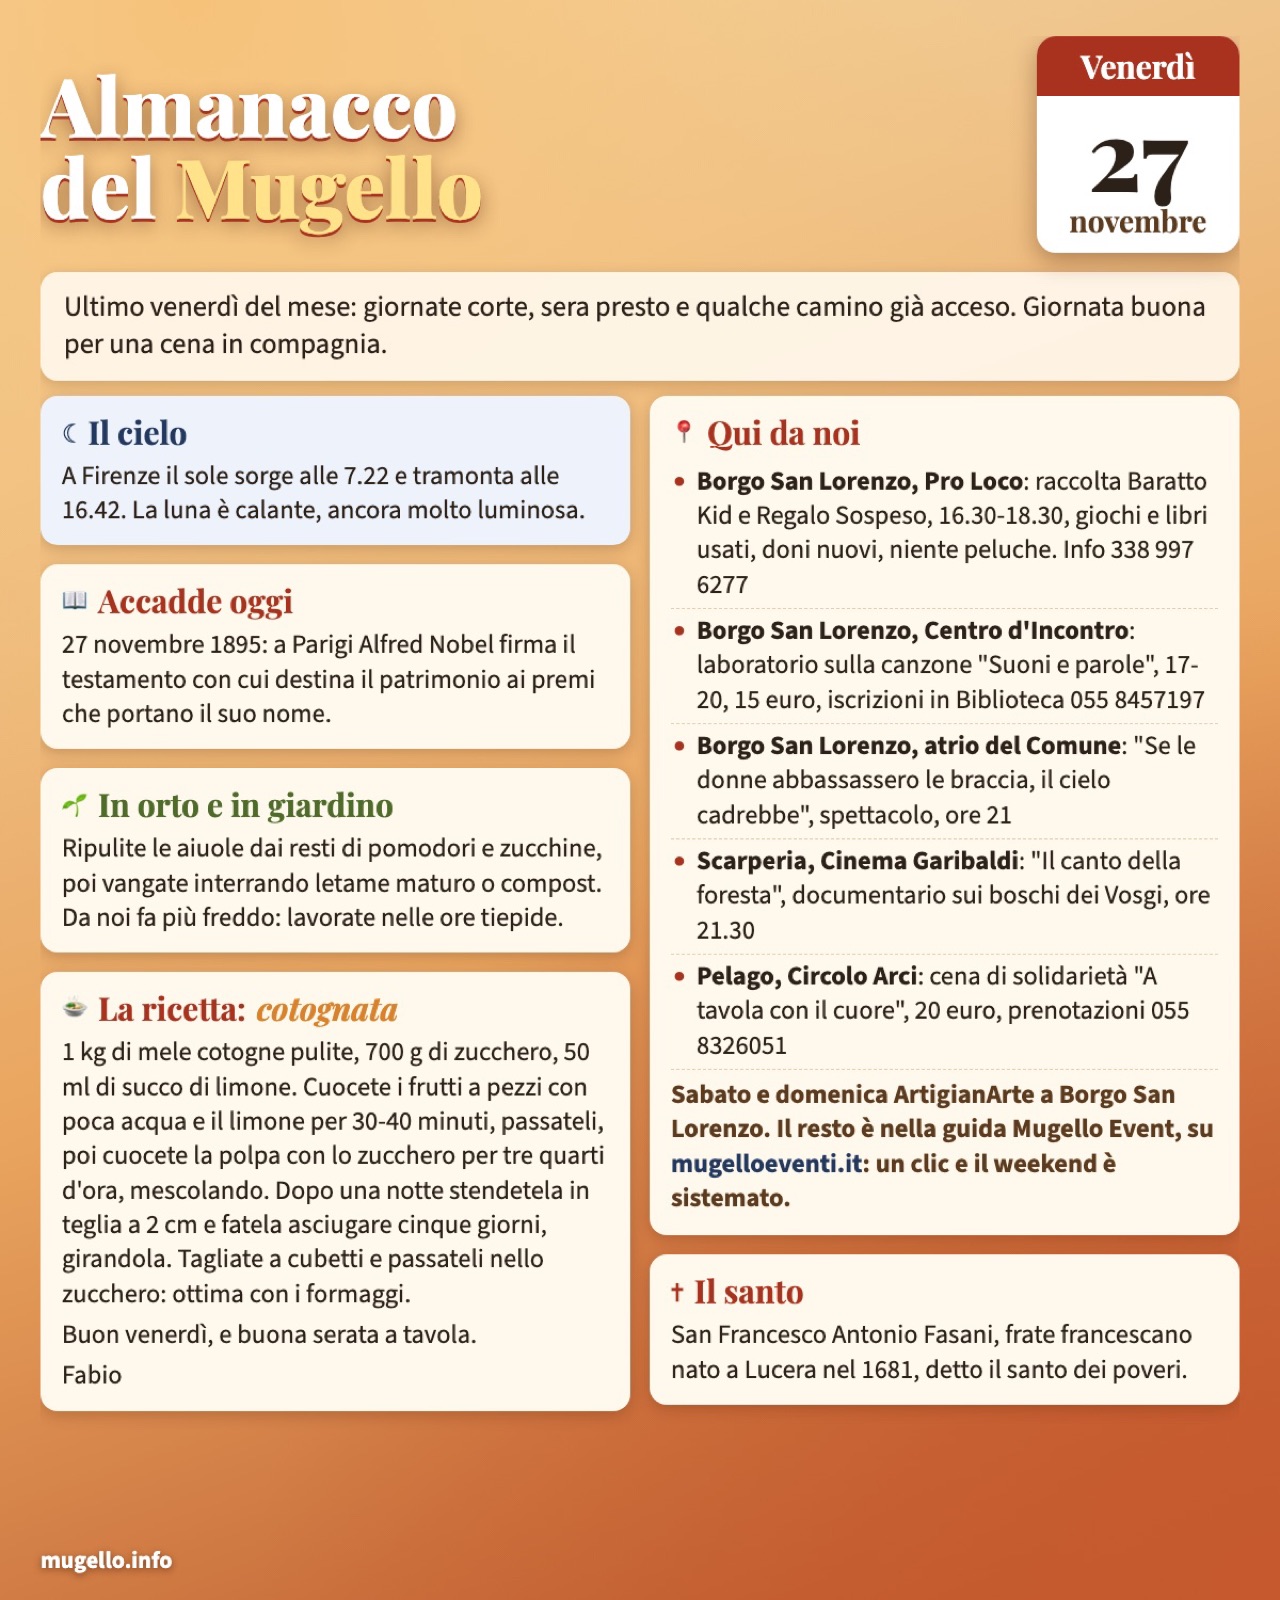 Almanacco
del Mugello
Venerdì
27
novembre
Ultimo venerdì del mese: giornate corte, sera presto e qualche camino già acceso. Giornata buona
per una cena in compagnia.
Il cielo
A Firenze il sole sorge alle 7.22 e tramonta alle
16.42. La luna è calante, ancora molto luminosa.
Accadde oggi
27 novembre 1895: a Parigi Alfred Nobel firma il
testamento con cui destina il patrimonio ai premi
che portano il suo nome.
In orto e in giardino
Ripulite le aiuole dai resti di pomodori e zucchine,
poi vangate interrando letame maturo o compost.
Da noi fa più freddo: lavorate nelle ore tiepide.
La ricetta: cotognata
1 kg di mele cotogne pulite, 700 g di zucchero, 50
ml di succo di limone. Cuocete i frutti a pezzi con
poca acqua e il limone per 30-40 minuti, passateli,
poi cuocete la polpa con lo zucchero per tre quarti
d'ora, mescolando. Dopo una notte stendetela in
teglia a 2 cm e fatela asciugare cinque giorni,
girandola. Tagliate a cubetti e passateli nello
zucchero: ottima con i formaggi.
Buon venerdì, e buona serata a tavola.
Fabio
Qui da noi
• Borgo San Lorenzo, Pro Loco: raccolta Baratto
Kid e Regalo Sospeso, 16.30-18.30, giochi e libri
usati, doni nuovi, niente peluche. Info 338 997
6277
• Borgo San Lorenzo, Centro d'Incontro:
laboratorio sulla canzone "Suoni e parole", 17-
20, 15 euro, iscrizioni in Biblioteca 055 8457197
• Borgo San Lorenzo, atrio del Comune: "Se le
donne abbassassero le braccia, il cielo
cadrebbe", spettacolo, ore 21
• Scarperia, Cinema Garibaldi: "Il canto della
foresta", documentario sui boschi dei Vosgi, ore
21.30
• Pelago, Circolo Arci: cena di solidarietà "A
tavola con il cuore", 20 euro, prenotazioni 055
8326051
Sabato e domenica ArtigianArte a Borgo San
Lorenzo. Il resto è nella guida Mugello Event, su
mugelloeventi.it: un clic e il weekend è
sistemato.
Il santo
San Francesco Antonio Fasani, frate francescano
nato a Lucera nel 1681, detto il santo dei poveri.
mugello.info